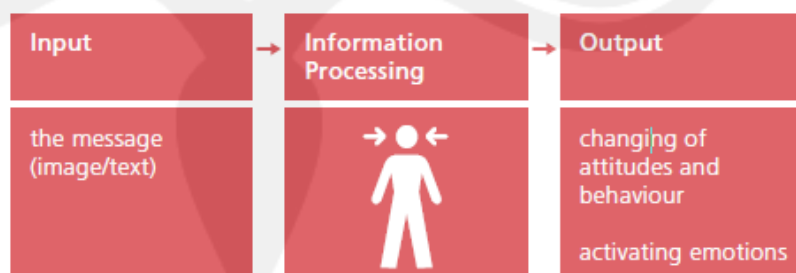 Input
Information
Processing
Output
the message
(image/text)
changing of
attitudes and
behaviour
activating emotions